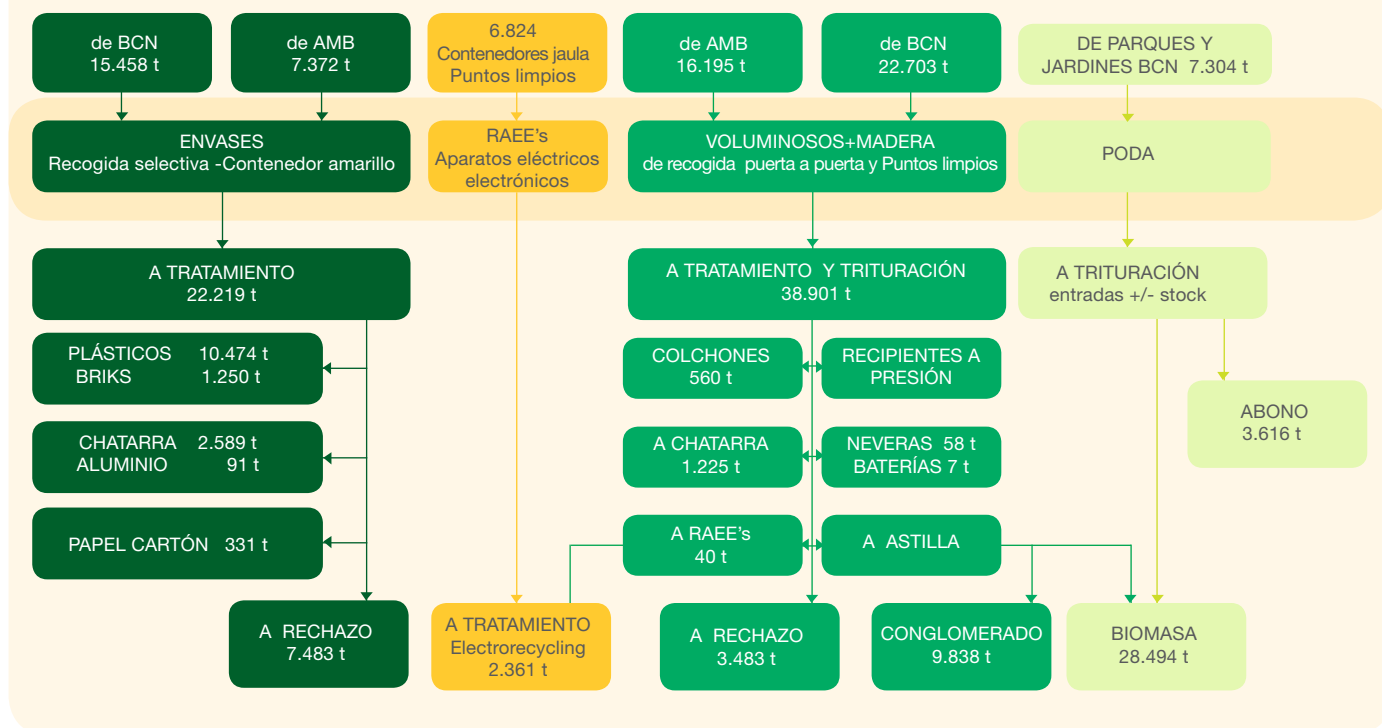 de BCN
15.458 t
de AMB
7.372 t
6.824
Contenedores jaula
Puntos limpios
de AMB
16.195 t
de BCN
22.703 t
DE PARQUES Y
JARDINES BCN 7.304 t
ENVASES
Recogida selectiva -Contenedor amarillo
RAEE's
Aparatos eléctricos
electrónicos
VOLUMINOSOS+MADERA
de recogida puerta a puerta y Puntos limpios
PODA
A TRATAMIENTO
22.219 t
A TRATAMIENTO Y TRITURACIÓN
38.901 t
A TRITURACIÓN
entradas +/- stock
PLÁSTICOS 10.474 t
BRIKS 1.250 t
COLCHONES
560 t
RECIPIENTES A
PRESIÓN
ABONO
3.616 t
CHATARRA 2.589 t
ALUMINIO 91 t
A CHATARRA
1.225 t
NEVERAS 58 t
BATERÍAS 7 t
PAPEL CARTÓN 331 t
A RAEE's
40 t
A ASTILLA
A RECHAZO
7.483 t
A TRATAMIENTO
Electrorecycling
2.361 t
A RECHAZO
3.483 t
CONGLOMERADO
9.838 t
BIOMASA
28.494 t